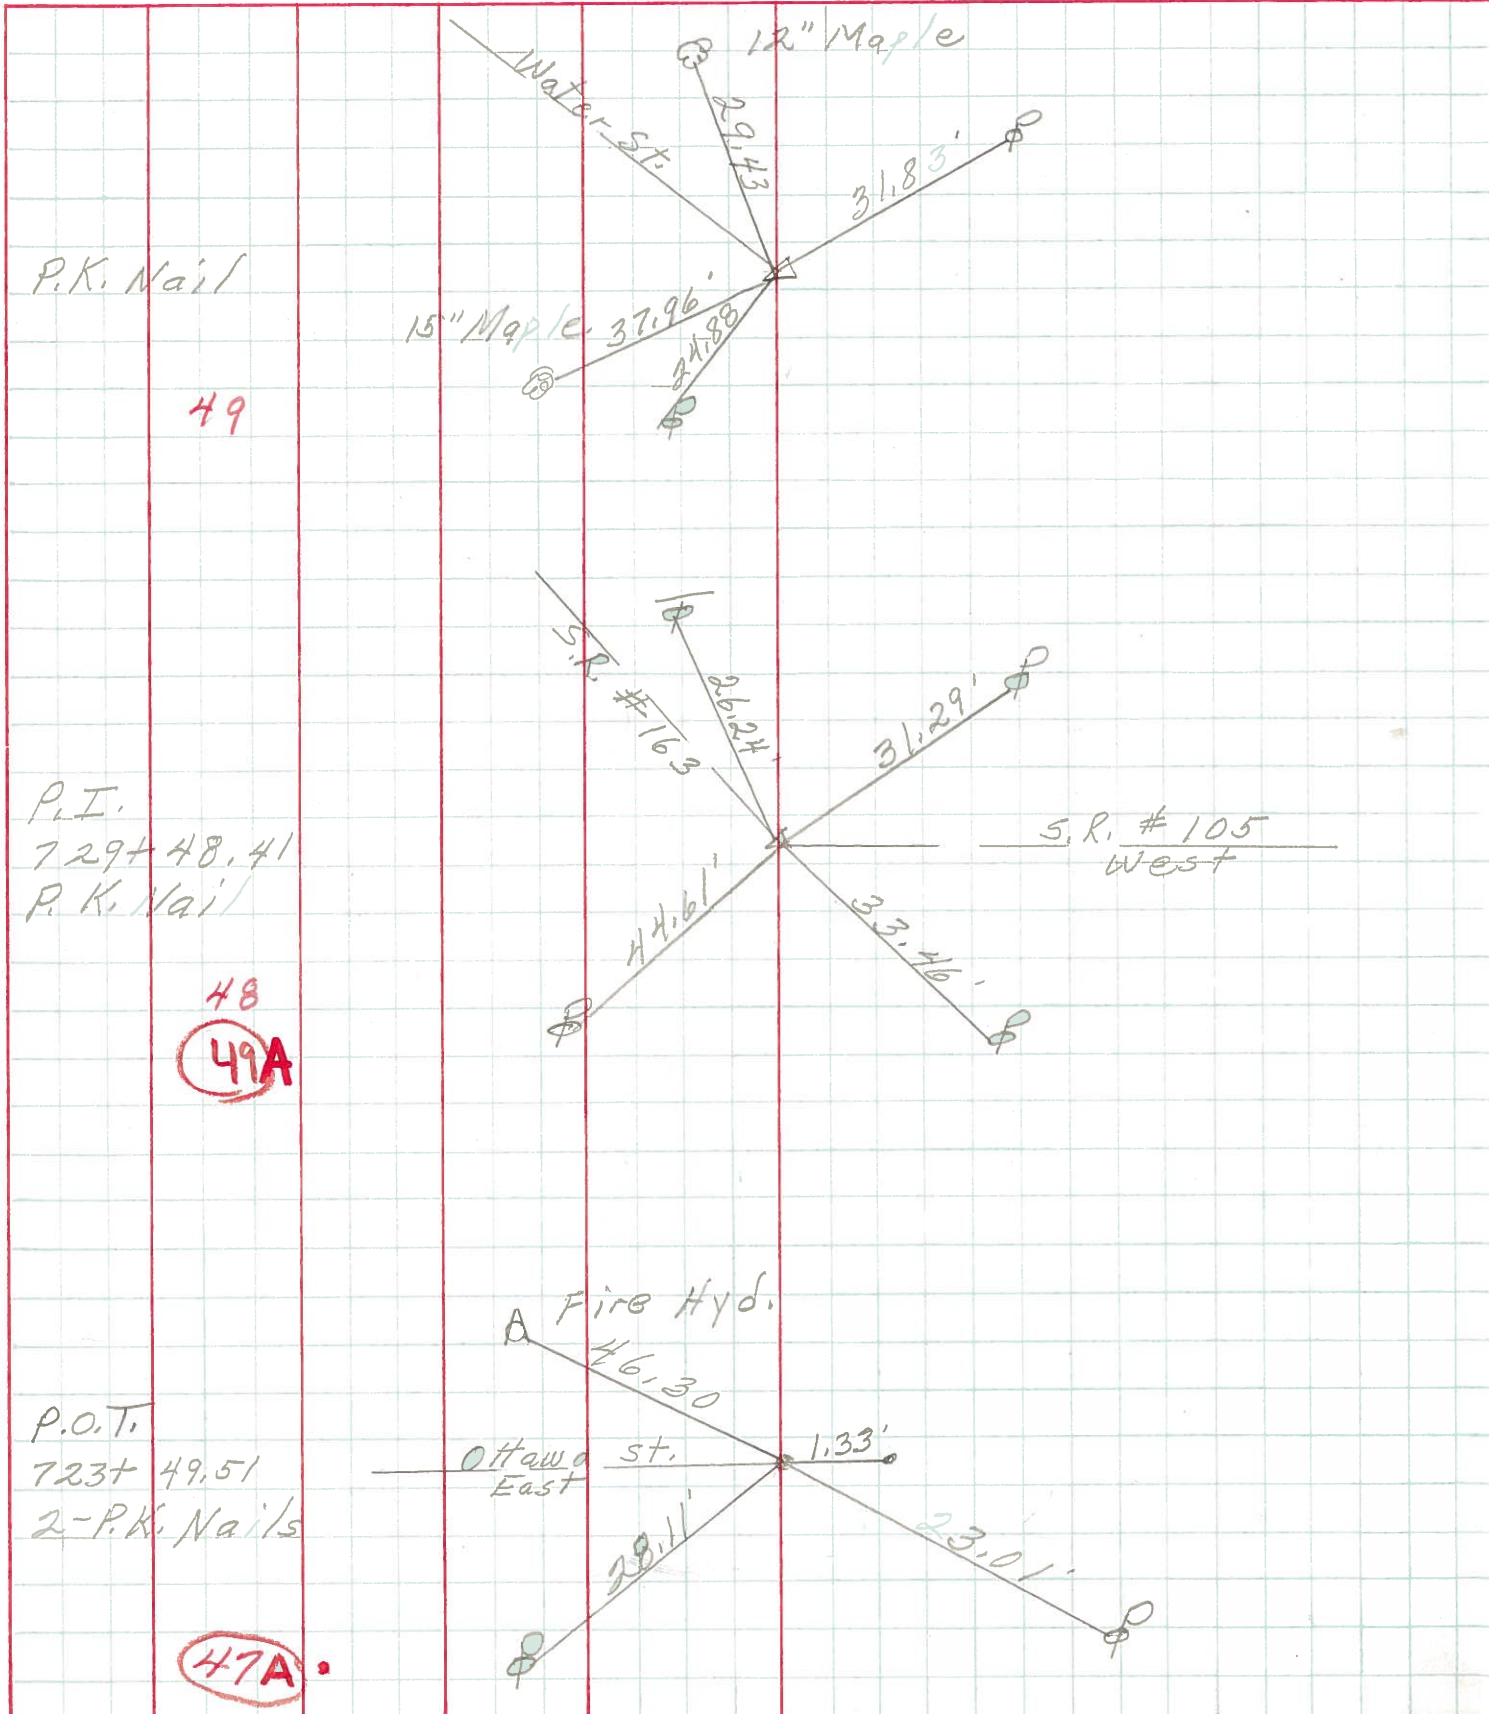 12" Maple
Water St.
29.43
31.83'
P.K. Nail
15" Maple
37.96'
24.88
49
S.R. #163
26.24
31.29'
P.I.
729+48.41
P.K. Nail
S.R. #105
West
44.61'
33.46'
48
49A
Fire Hyd.
46.30
P.O.T.
723+49.51
2-P.K. Nails
Ottawa St.
East
1.33'
28.11'
23.01'
47A.